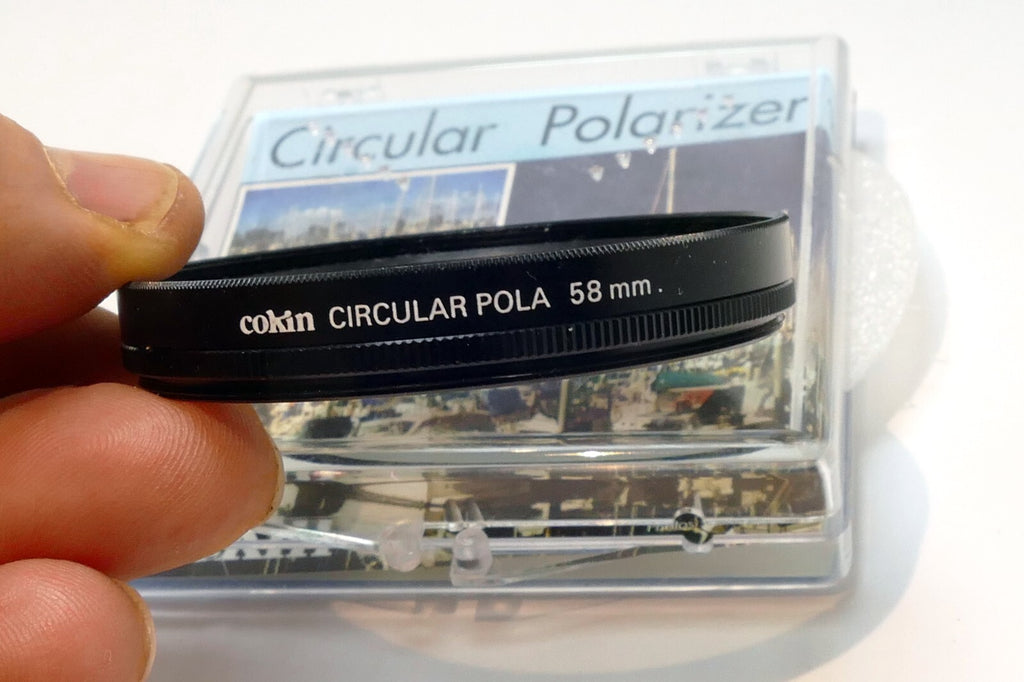 Circular Polarizer
cokin CIRCULAR POLA 58 mm.